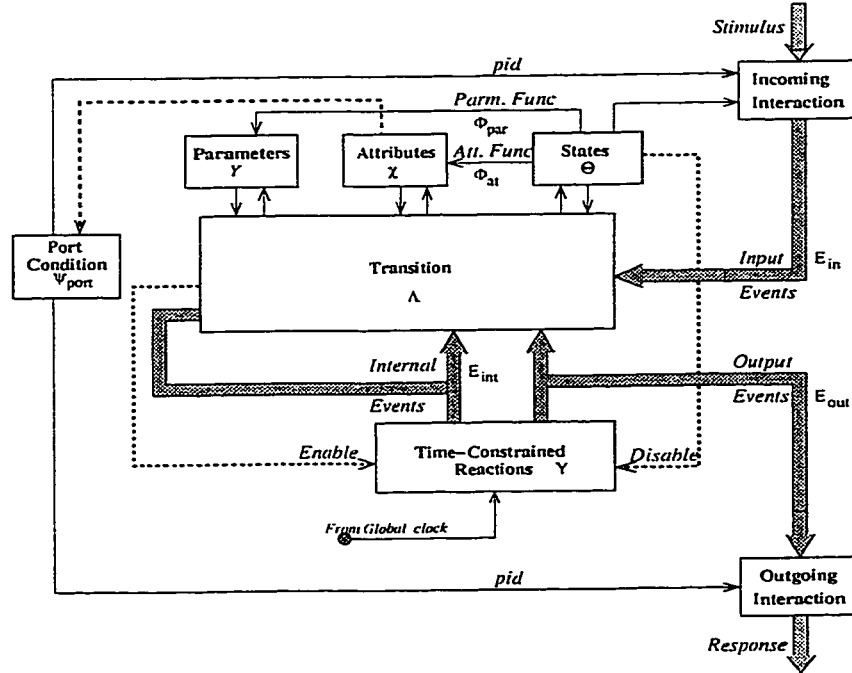 Stimulus
pid
Incoming
Interaction
Parm. Func
Φpar
Parameters
γ
Attributes
χ
Att. Func
Φat
States
Θ
Port
Condition
Ψport
Transition
Λ
Input
Events
Ein
Internal
Events
Eint
Output
Events
Eout
Enable
Time-Constrained
Reactions Υ
Disable
From Global clock
pid
Outgoing
Interaction
Response